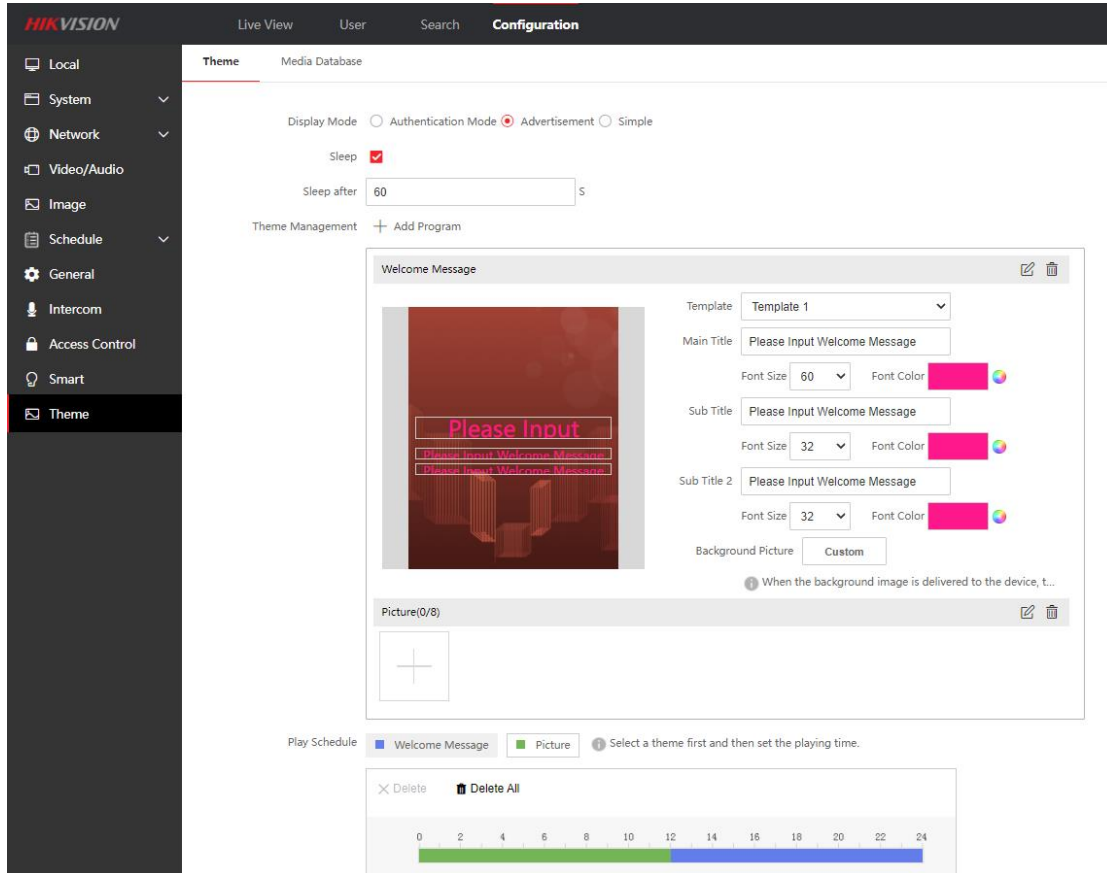 HIKVISION Live View User Search Configuration
Local
System
Network
Video/Audio
Image
Schedule
General
Intercom
Access Control
Smart
Theme
Theme Media Database
Display Mode Authentication Mode Advertisement Simple
Sleep
Sleep after 60 S
Theme Management Add Program
Welcome Message
Please Input
Please Input Welcome Message
Please Input Welcome Message
Template Template 1
Main Title Please Input Welcome Message
Font Size 60 Font Color
Sub Title Please Input Welcome Message
Font Size 32 Font Color
Sub Title 2 Please Input Welcome Message
Font Size 32 Font Color
Background Picture Custom
When the background image is delivered to the device, t...
Picture(0/8)
Play Schedule Welcome Message Picture Select a theme first and then set the playing time.
Delete Delete All
0 2 4 6 8 10 12 14 16 18 20 22 24